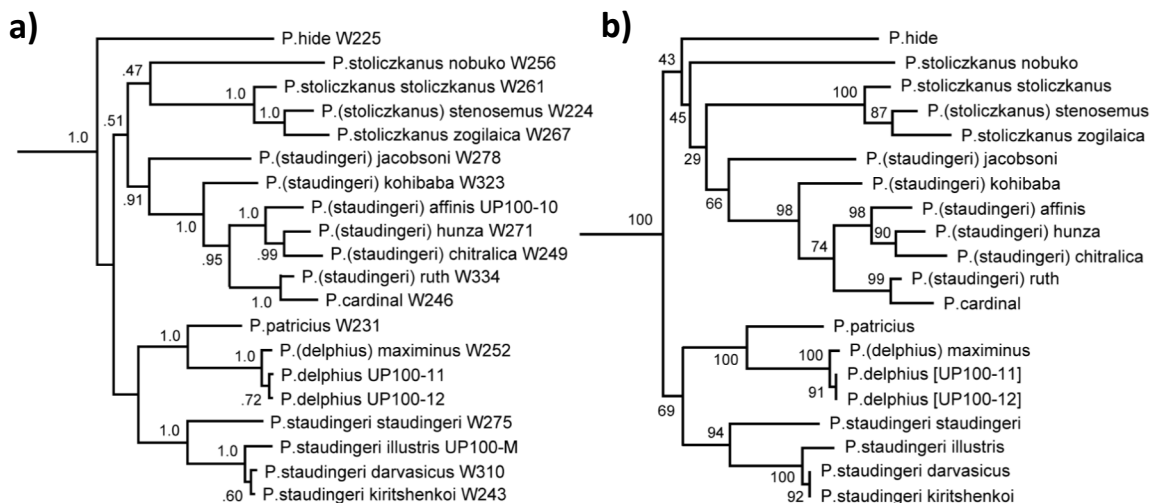 a)
P.hide W225
P.stoliczkanus nobuko W256
.47
P.stoliczkanus stoliczkanus W261
1.0
P.(stoliczkanus) stenosemus W224
1.0
.51
P.stoliczkanus zogilaica W267
1.0
P.(staudingeri) jacobsoni W278
P.(staudingeri) kohibaba W323
.91
P.(staudingeri) affinis UP100-10
1.0
1.0
P.(staudingeri) hunza W271
.99
P.(staudingeri) chitralica W249
.95
P.(staudingeri) ruth W334
1.0
P.cardinal W246
P.patricius W231
1.0
P.(delphius) maximinus W252
1.0
P.delphius UP100-11
P.delphius UP100-12
.72
P.staudingeri staudingeri W275
1.0
P.staudingeri illustris UP100-M
1.0
P.staudingeri darvasicus W310
P.staudingeri kiritshenkoi W243
.60
b)
P.hide
43
P.stoliczkanus nobuko
P.stoliczkanus stoliczkanus
100
P.(stoliczkanus) stenosemus
87
45
P.stoliczkanus zogilaica
29
P.(staudingeri) jacobsoni
P.(staudingeri) kohibaba
66
P.(staudingeri) affinis
98
98
P.(staudingeri) hunza
90
100
P.(staudingeri) chitralica
74
P.(staudingeri) ruth
99
P.cardinal
P.patricius
P.(delphius) maximinus
100
100
P.delphius [UP100-11]
91
P.delphius [UP100-12]
69
P.staudingeri staudingeri
94
P.staudingeri illustris
100
P.staudingeri darvasicus
92
P.staudingeri kiritshenkoi